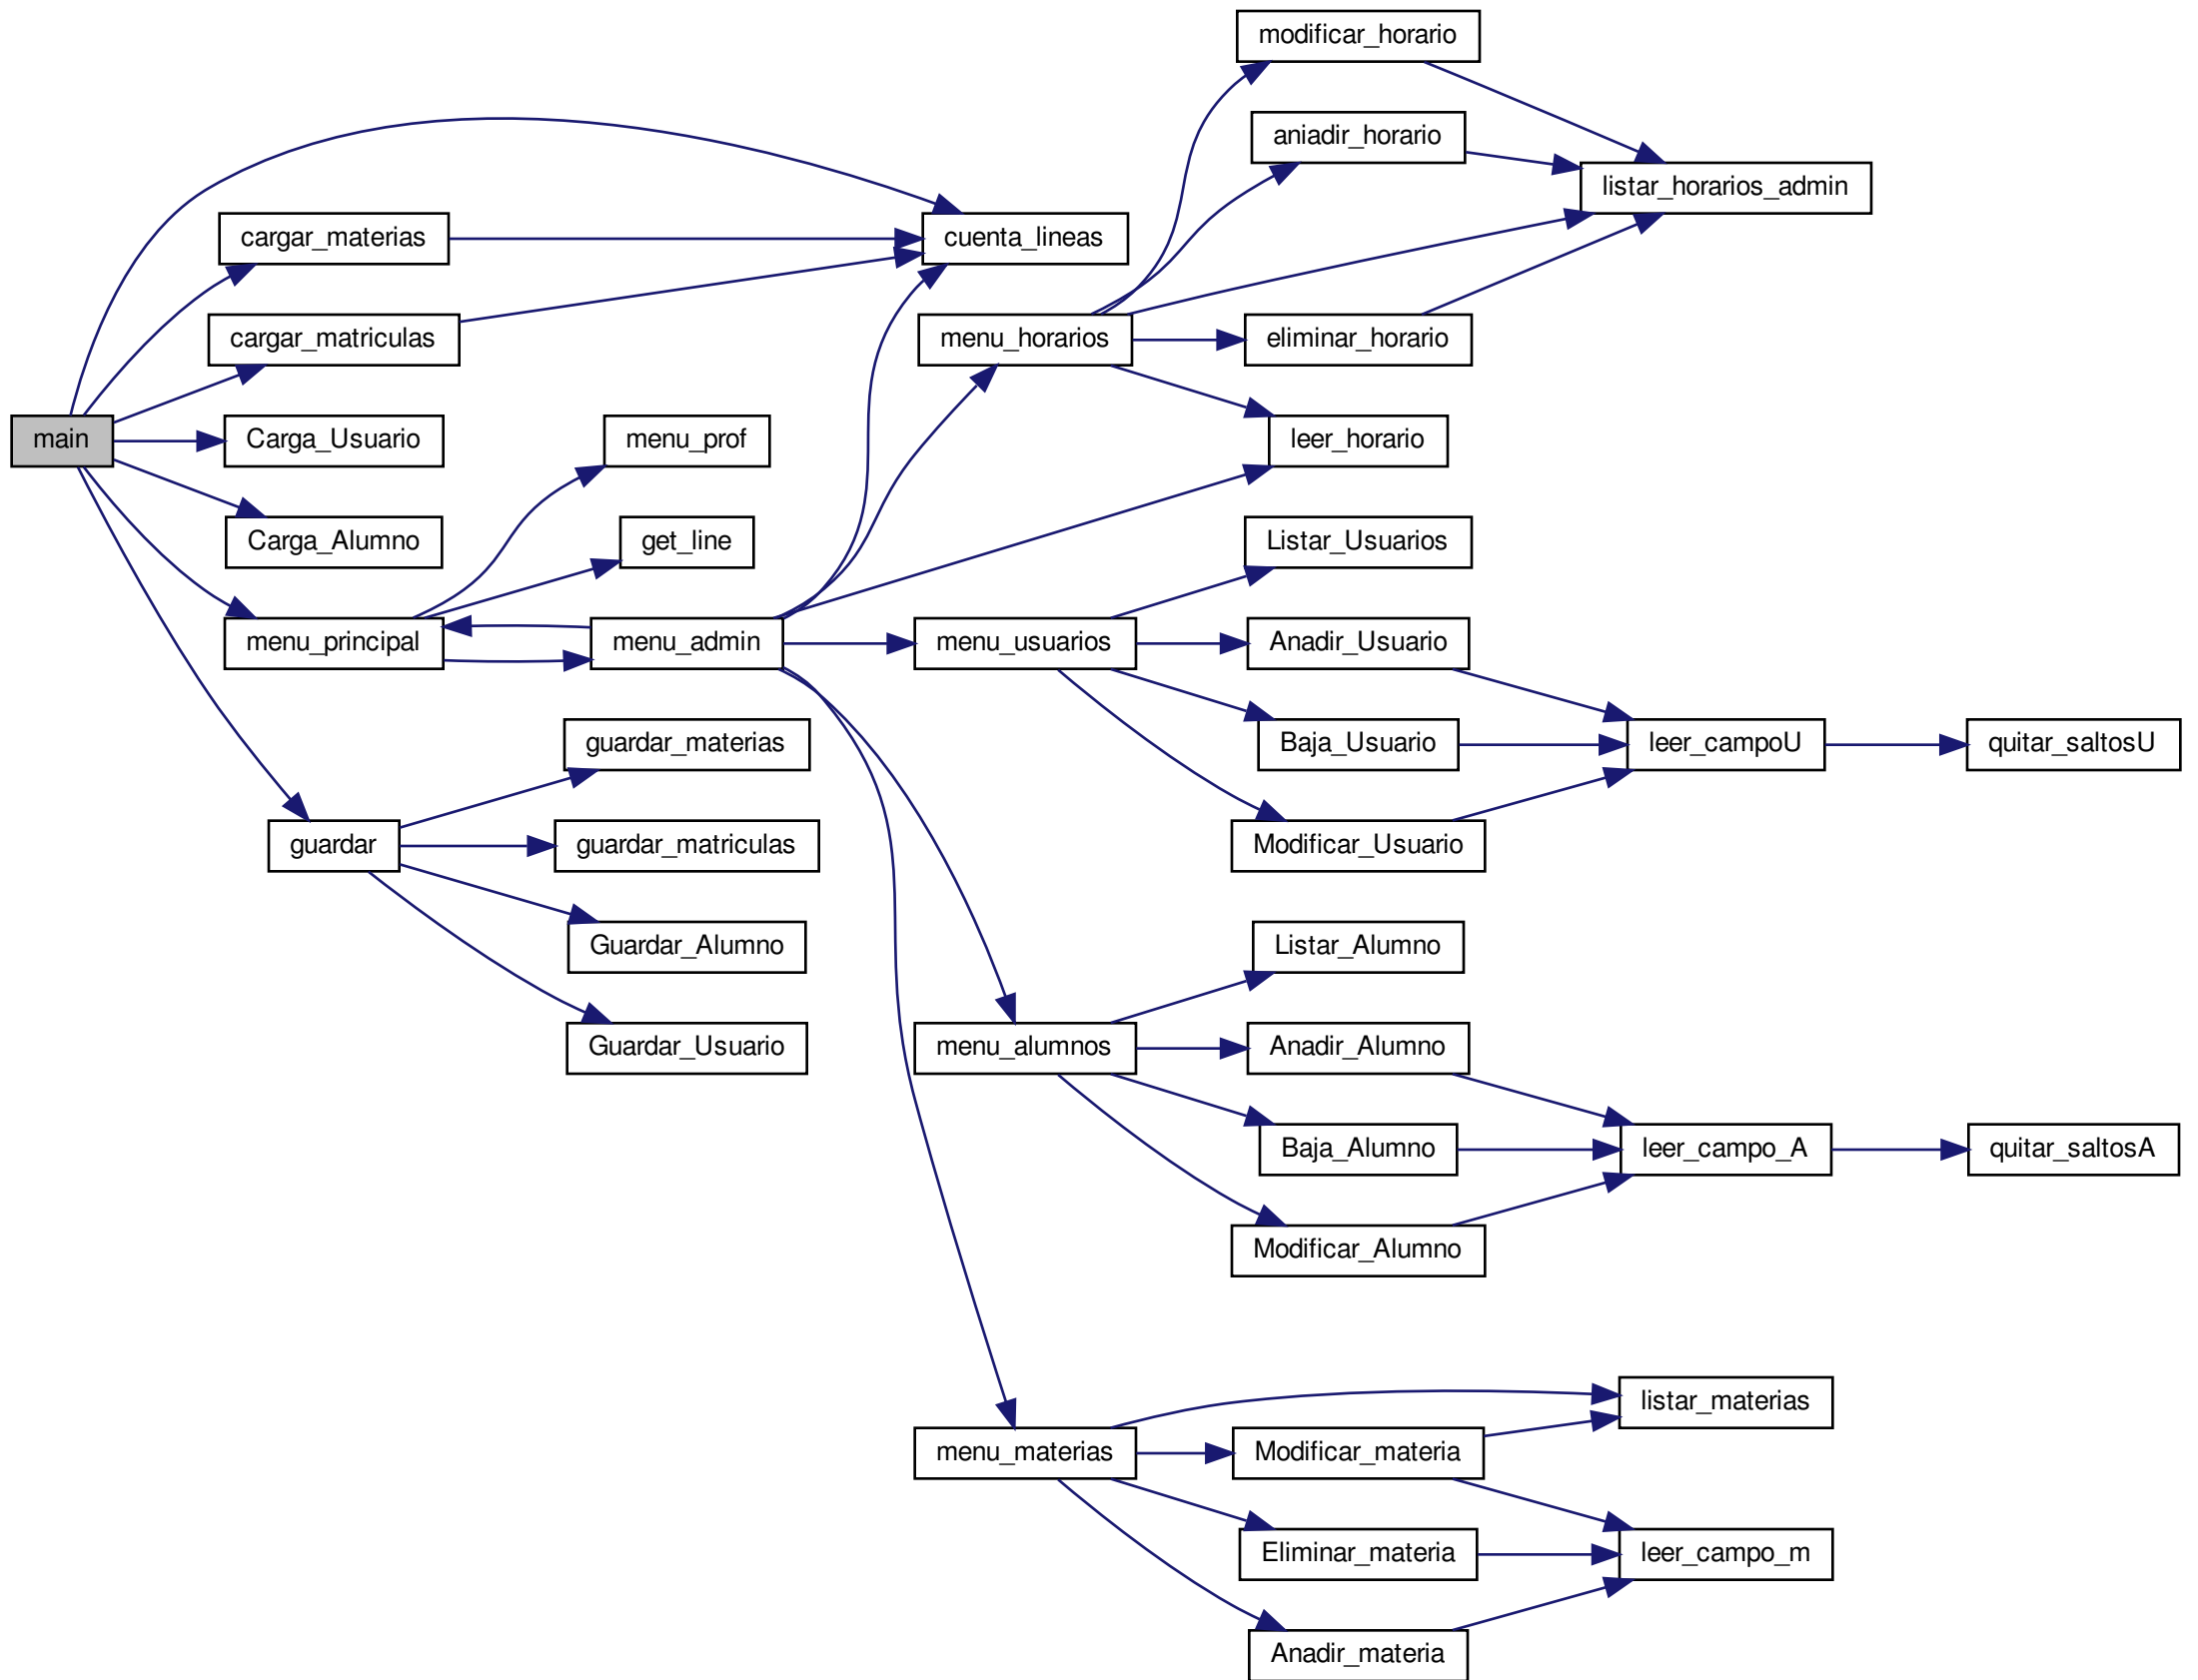 modificar_horario
aniadir_horario
listar_horarios_admin
cargar_materias
cuenta_lineas
cargar_matriculas
menu_horarios
eliminar_horario
main
Carga_Usuario
menu_prof
leer_horario
Carga_Alumno
get_line
Listar_Usuarios
menu_principal
menu_admin
menu_usuarios
Anadir_Usuario
guardar_materias
Baja_Usuario
leer_campoU
quitar_saltosU
guardar
guardar_matriculas
Modificar_Usuario
Guardar_Alumno
Listar_Alumno
Guardar_Usuario
menu_alumnos
Anadir_Alumno
Baja_Alumno
leer_campo_A
quitar_saltosA
Modificar_Alumno
listar_materias
menu_materias
Modificar_materia
Eliminar_materia
leer_campo_m
Anadir_materia